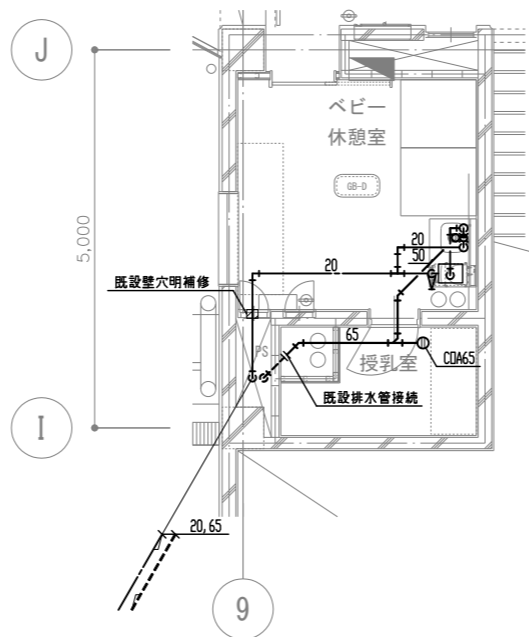 J
ベビー
休憩室
GB-D
5,000
20
50
20
既設壁穴明補修
PS
65
授乳室
COA65
既設排水管接続
I
20,65
9